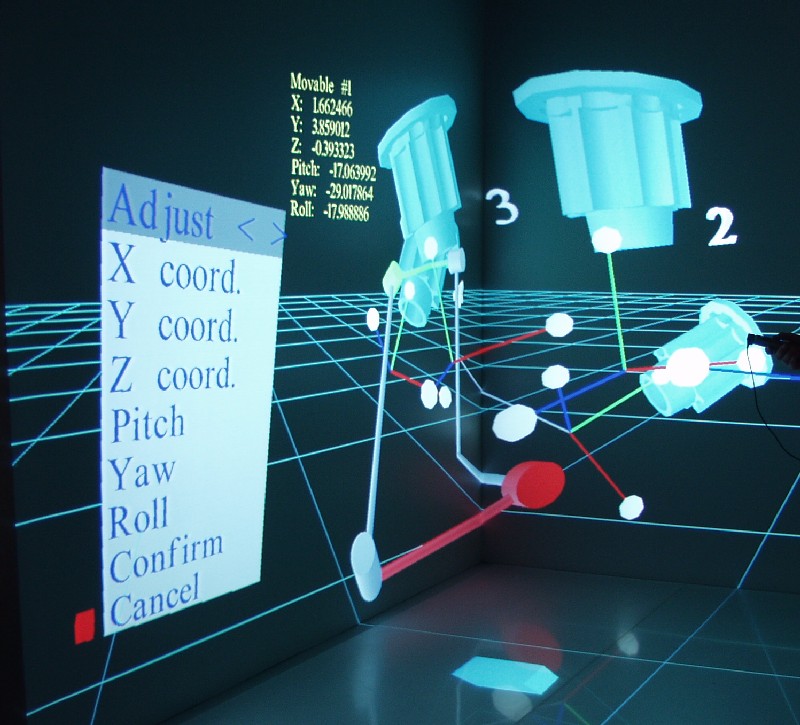 Movable #1
X: 1.662466
Y: 3.859012
Z: -0.393323
Pitch: -17.063992
Yaw: -29.017864
Roll: -17.988886
Adjust < >
X coord.
Y coord.
Z coord.
Pitch
Yaw
Roll
Confirm
Cancel
3
2